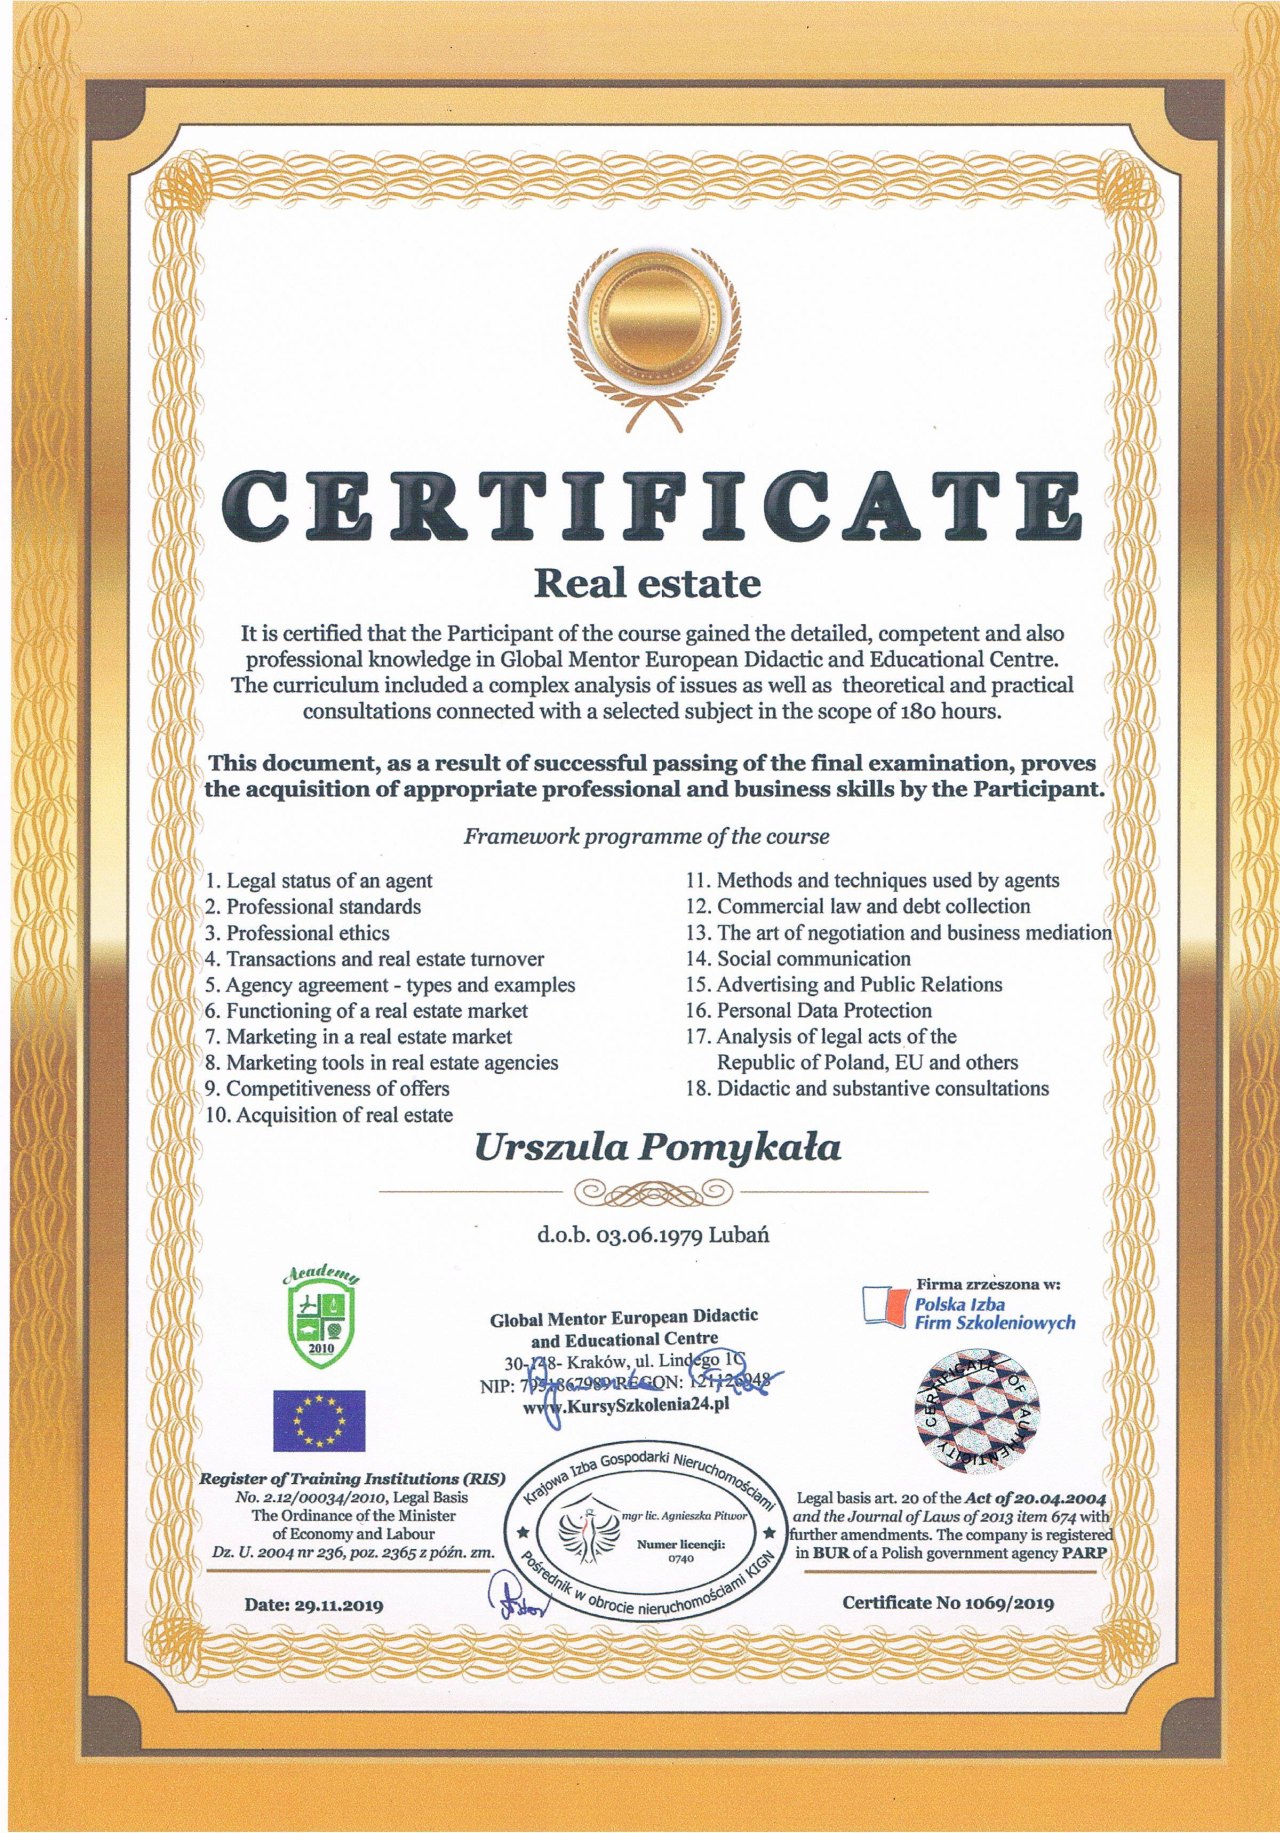 CERTIFICATE
Real estate
It is certified that the Participant of the course gained the detailed, competent and also
professional knowledge in Global Mentor European Didactic and Educational Centre.
The curriculum included a complex analysis of issues as well as theoretical and practical
consultations connected with a selected subject in the scope of 180 hours.
This document, as a result of successful passing of the final examination, proves
the acquisition of appropriate professional and business skills by the Participant.
Framework programme of the course
1. Legal status of an agent
2. Professional standards
3. Professional ethics
4. Transactions and real estate turnover
5. Agency agreement - types and examples
6. Functioning of a real estate market
7. Marketing in a real estate market
8. Marketing tools in real estate agencies
9. Competitiveness of offers
10. Acquisition of real estate
11. Methods and techniques used by agents
12. Commercial law and debt collection
13. The art of negotiation and business mediation
14. Social communication
15. Advertising and Public Relations
16. Personal Data Protection
17. Analysis of legal acts of the
Republic of Poland, EU and others
18. Didactic and substantive consultations
Urszula Pomykała
d.o.b. 03.06.1979 Lubań
Academy
2010
Global Mentor European Didactic
and Educational Centre
30-148- Kraków, ul. Lindego 1C
NIP: REGON:
www.KursySzkolenia24.pl
Firma zrzeszona w:
Polska Izba
Firm Szkoleniowych
CERTIFICATE OF AUTHENTICITY
Register of Training Institutions (RIS)
No. 2.12/00034/2010, Legal Basis
The Ordinance of the Minister
of Economy and Labour
Dz. U. 2004 nr 236, poz. 2365 z późn. zm.
Date: 29.11.2019
Krajowa Izba Gospodarki Nieruchomościami
mgr lic. Agnieszka Pitwor
Numer licencji:
0740
Pośrednik w obrocie nieruchomościami KIGN
Legal basis art. 20 of the Act of 20.04.2004
and the Journal of Laws of 2013 item 674 with
further amendments. The company is registered
in BUR of a Polish government agency PARP
Certificate No 1069/2019